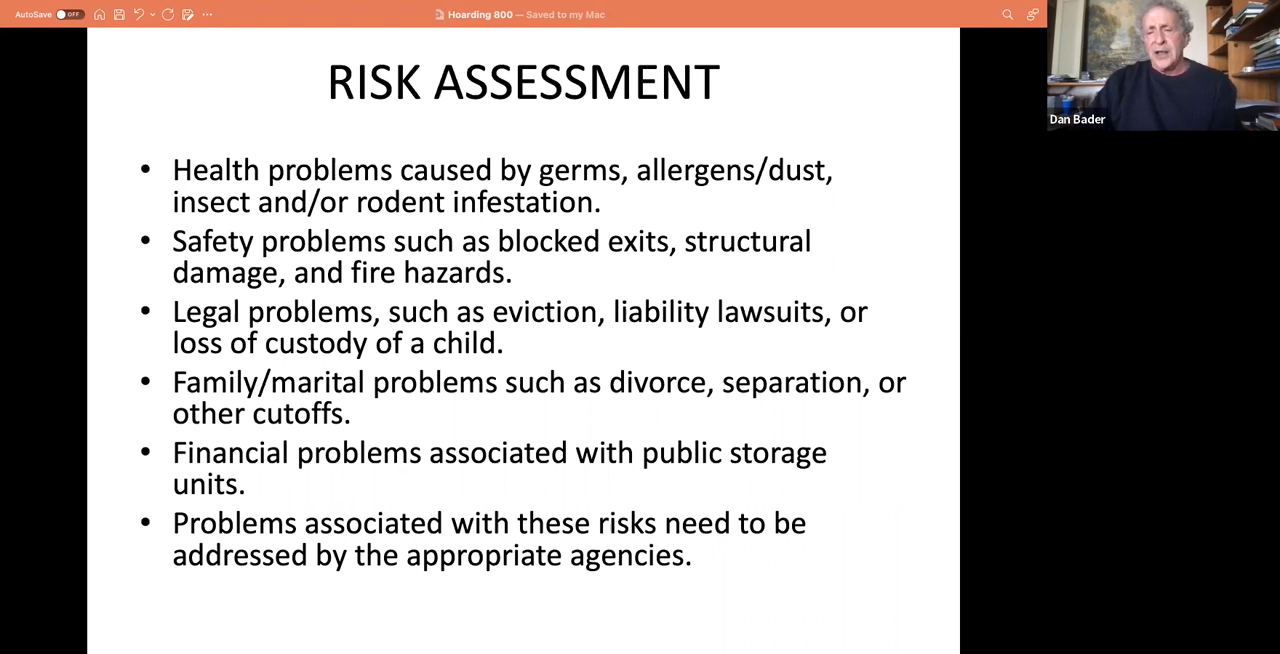 AutoSave OFF
Hoarding 800 — Saved to my Mac
Dan Bader
RISK ASSESSMENT
• Health problems caused by germs, allergens/dust,
insect and/or rodent infestation.
• Safety problems such as blocked exits, structural
damage, and fire hazards.
• Legal problems, such as eviction, liability lawsuits, or
loss of custody of a child.
• Family/marital problems such as divorce, separation, or
other cutoffs.
• Financial problems associated with public storage
units.
• Problems associated with these risks need to be
addressed by the appropriate agencies.